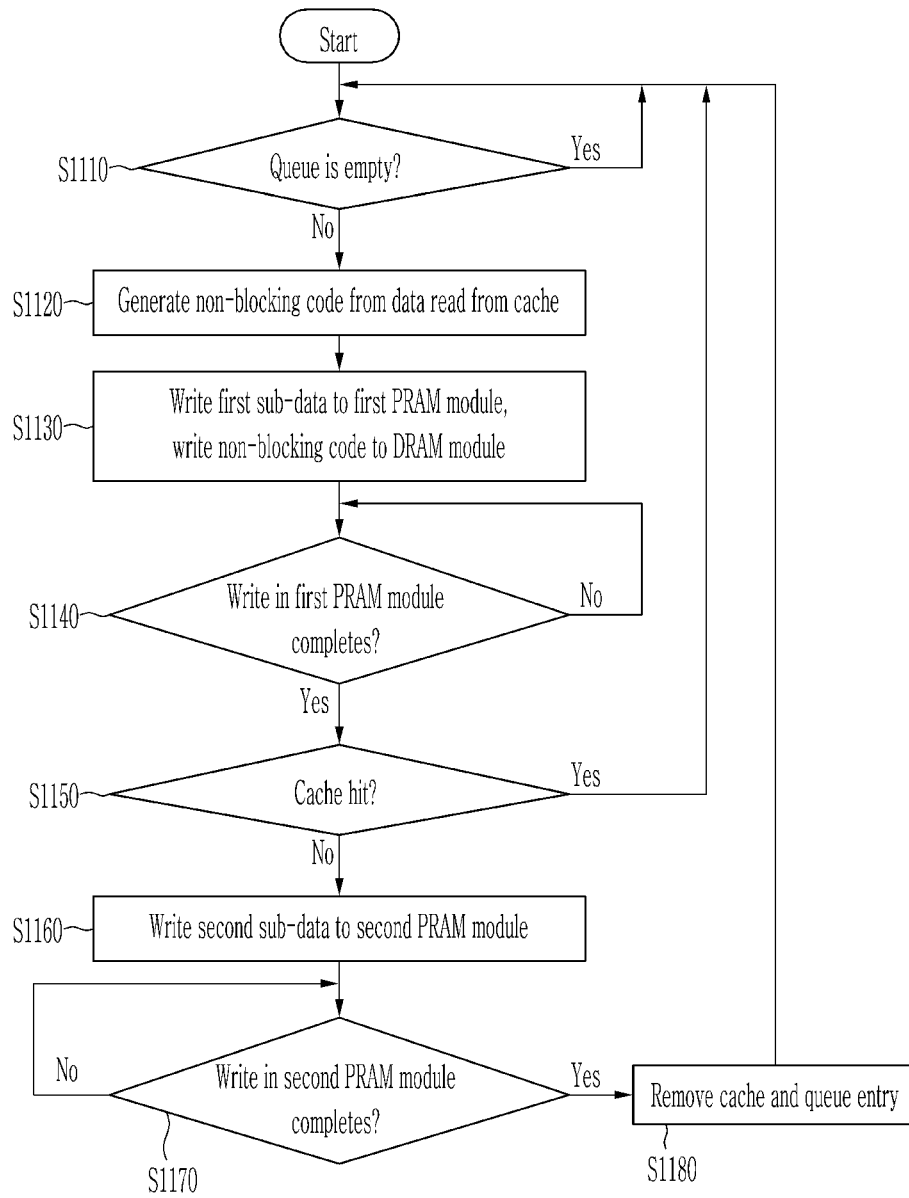 Start
S1110
Queue is empty?
Yes
No
S1120
Generate non-blocking code from data read from cache
S1130
Write first sub-data to first PRAM module,
write non-blocking code to DRAM module
S1140
Write in first PRAM module
completes?
No
Yes
S1150
Cache hit?
Yes
No
S1160
Write second sub-data to second PRAM module
No
Write in second PRAM module
completes?
Yes
Remove cache and queue entry
S1170
S1180